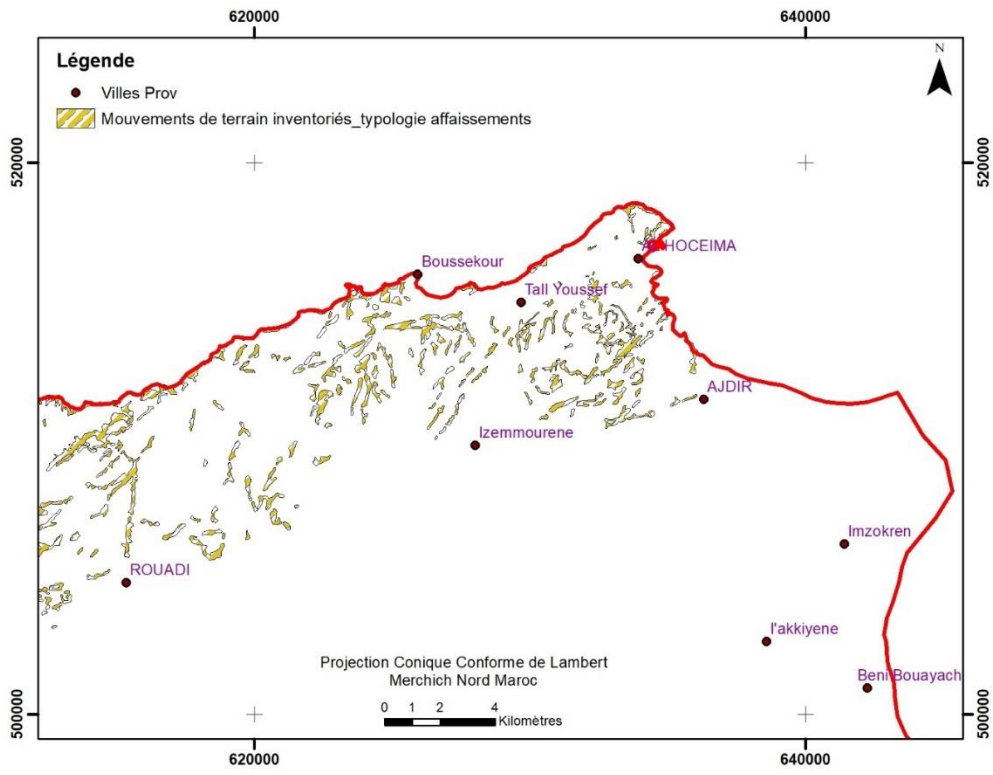 620000
640000
Légende
N
Villes Prov
Mouvements de terrain inventoriés_typologie affaissements
520000
520000
AL HOCEIMA
Boussekour
Tall Youssef
AJDIR
Izemmourene
Imzokren
ROUADI
I'akkiyene
Beni Bouayach
Projection Conique Conforme de Lambert
Merchich Nord Maroc
0 1 2 4
Kilomètres
500000
500000
620000
640000